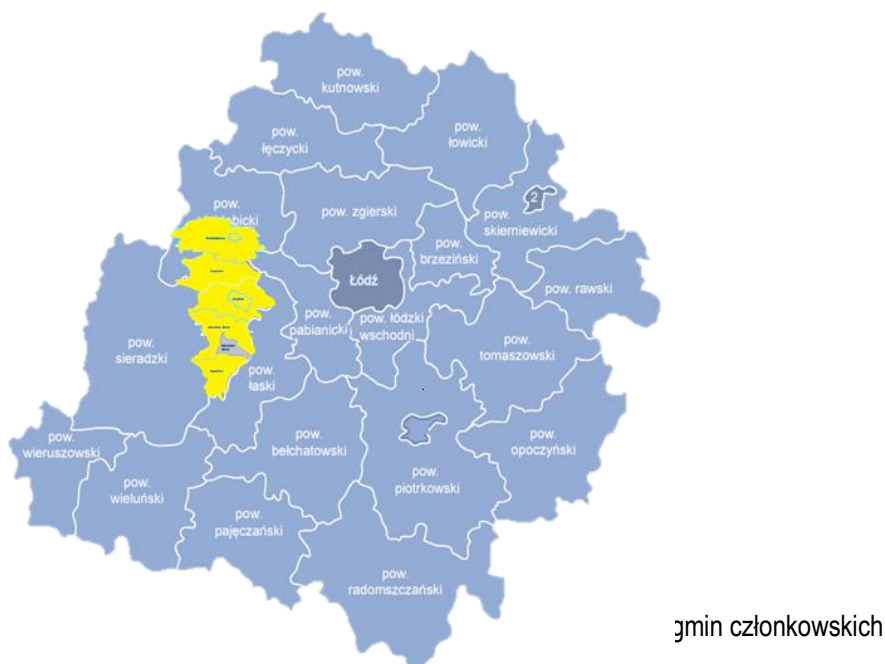 pow.
kutnowski
pow.
łowicki
pow.
łęczycki
pow.
pow. zgierski
2
pow.
skierniewicki
pow.
brzeziński
Łódź
pow. rawski
pow.
pabianicki
pow. łódzki
wschodni
pow.
tomaszowski
pow.
sieradzki
pow.
łaski
pow.
wieruszowski
pow.
bełchatowski
pow.
opoczyński
pow.
wieluński
pow.
piotrkowski
pow.
pajęczański
pow.
radomszczański
gmin członkowskich